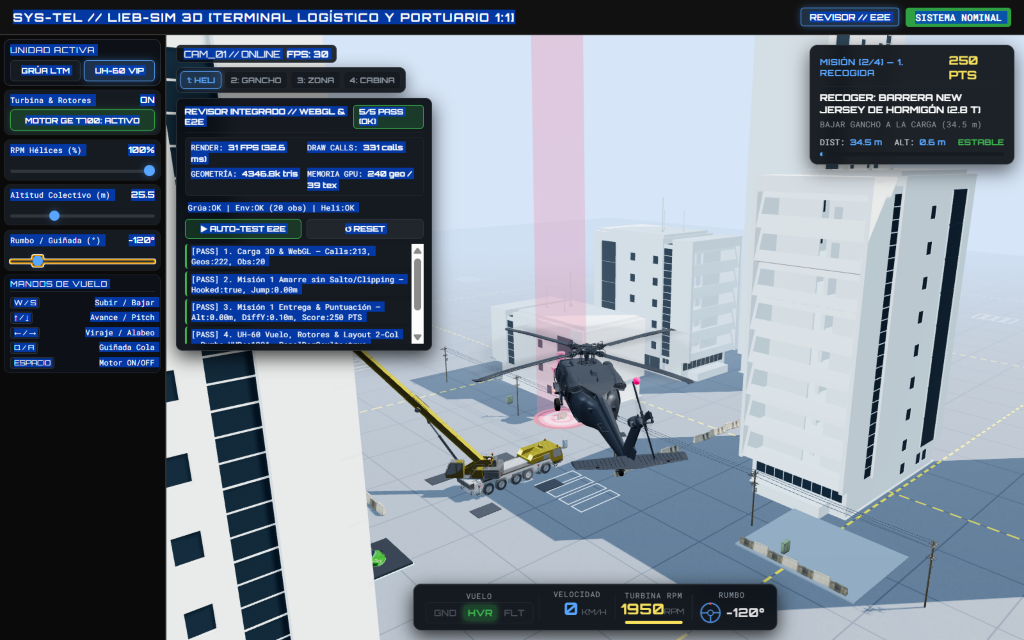 SYS-TEL // LIEB-SIM 3D [TERMINAL LOGÍSTICO Y PORTUARIO 1:1]
REVISOR // E2E
SISTEMA NOMINAL
UNIDAD ACTIVA
GRÚA LTM
UH-60 VIP
Turbina & Rotores
ON
MOTOR GE T700: ACTIVO
RPM Hélices (%)
100%
Altitud Colectivo (m)
25.5
Rumbo / Guiñada (°)
-120°
MANDOS DE VUELO
W/S Subir / Bajar
↑/↓ Avance / Pitch
←/→ Viraje / Alabeo
Q/A Guiñada Cola
ESPACIO Motor ON/OFF
CAM_01 // ONLINE FPS: 30
1: HELI
2: GANCHO
3: ZONA
4: CABINA
REVISOR INTEGRADO // WEBGL &
E2E
5/5 PASS
(OK)
RENDER: 31 FPS (32.6
ms)
DRAW CALLS: 331 calls
GEOMETRÍA: 4346.8k tris
MEMORIA GPU: 240 geo /
39 tex
Grúa:OK | Env:OK (20 obs) | Heli:OK
▶ AUTO-TEST E2E
↺ RESET
[PASS] 1. Carga 3D & WebGL – Calls:213,
Geos:222, Obs:20
[PASS] 2. Misión 1 Amarre sin Salto/Clipping –
Hooked:true, Jump:0.00m
[PASS] 3. Misión 1 Entrega & Puntuación –
Alt:0.00m, DiffY:0.10m, Score:250 PTS
[PASS] 4. UH-60 Vuelo, Rotores & Layout 2-Col
MISIÓN (2/4) – 1.
RECOGIDA
250
PTS
RECOGER: BARRERA NEW
JERSEY DE HORMIGÓN (2.8 T)
BAJAR GANCHO A LA CARGA (34.5 m)
DIST: 34.5 m ALT: 0.6 m ESTABLE
VUELO
GND HVR FLT
VELOCIDAD
0 KM/H
TURBINA RPM
1950 RPM
RUMBO
-120°